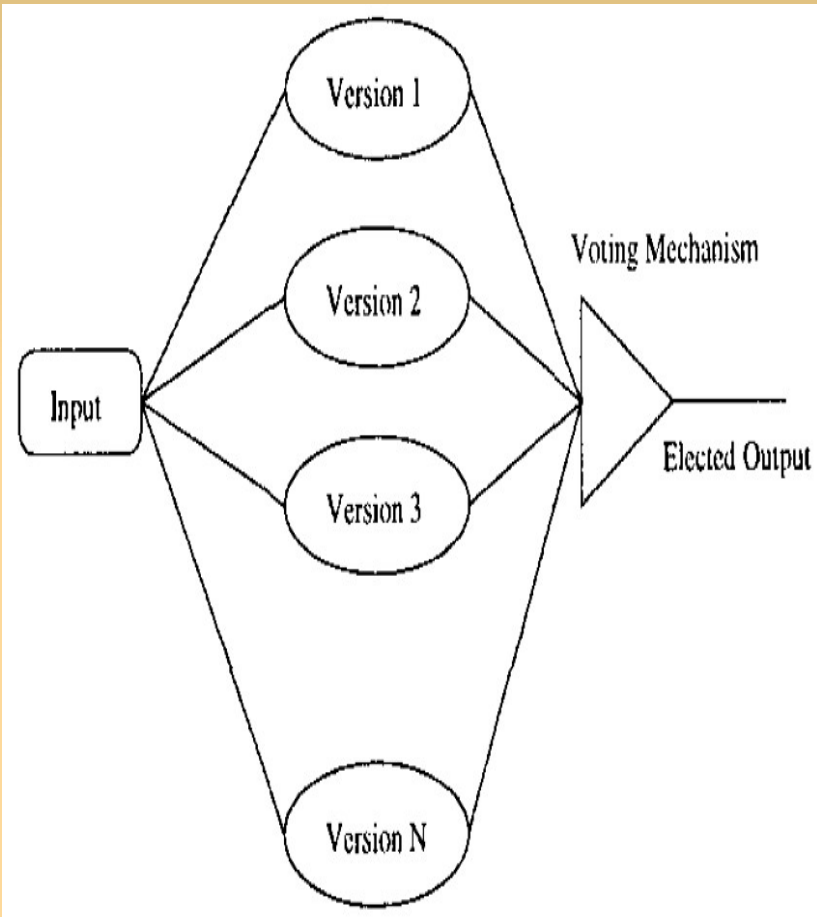 Version 1
Voting Mechanism
Version 2
Input
Elected Output
Version 3
Version N